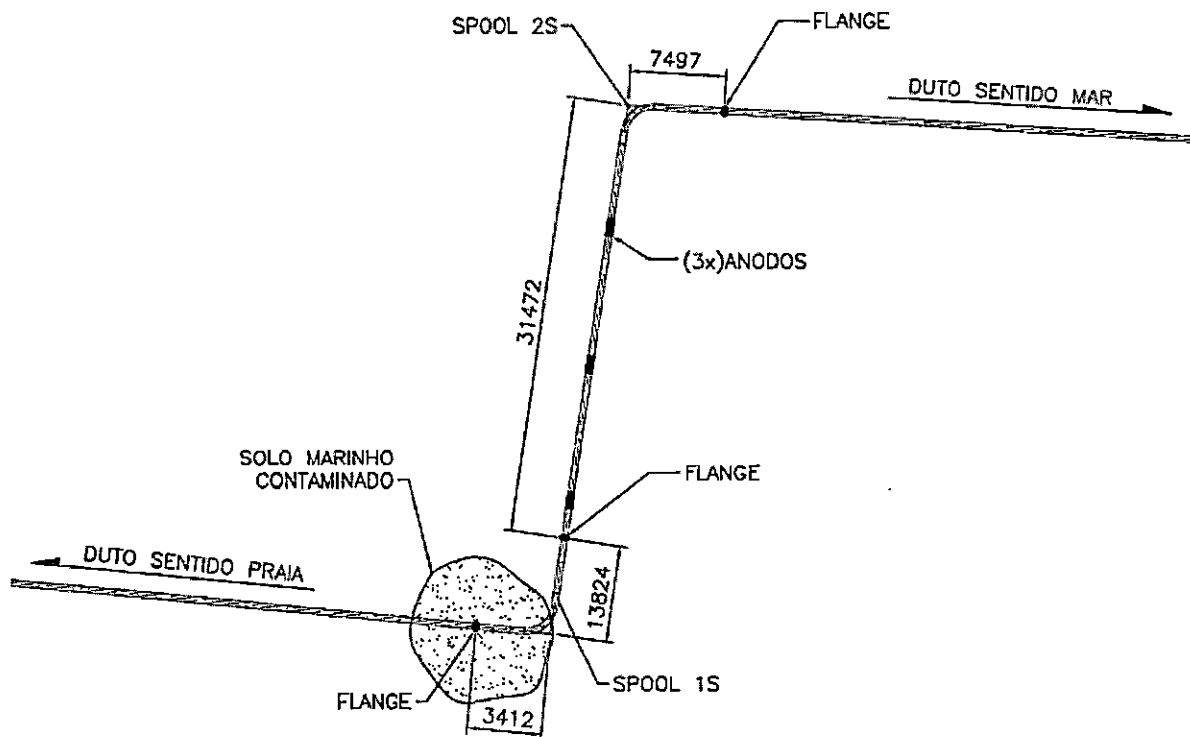 SPOOL 2S
FLANGE
7497
DUTO SENTIDO MAR
(3x)ANODOS
31472
SOLO MARINHO
CONTAMINADO
FLANGE
DUTO SENTIDO PRAIA
13824
SPOOL 1S
FLANGE
3412